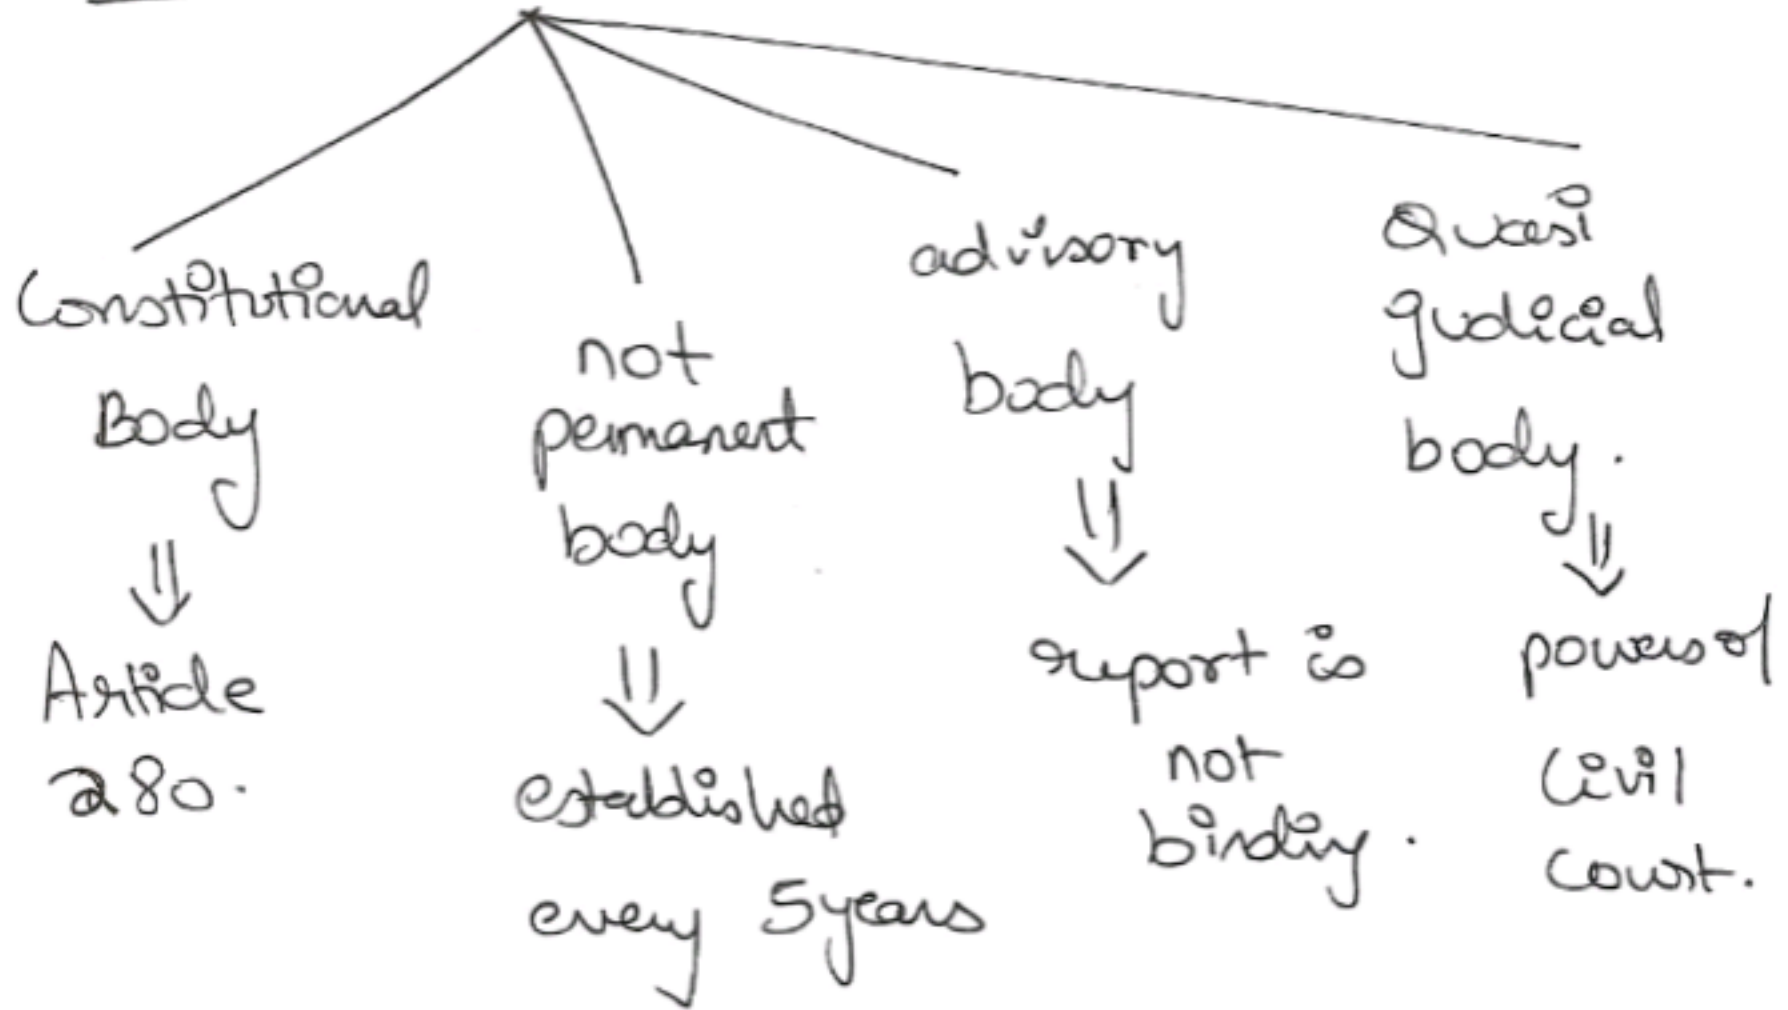 Constitutional
Body
⇓
Article
280.
not
permanent
body
⇓
established
every 5years
advisory
body
⇓
report is
not
binding.
Quasi
judicial
body.
⇓
powers of
Civil
Court.